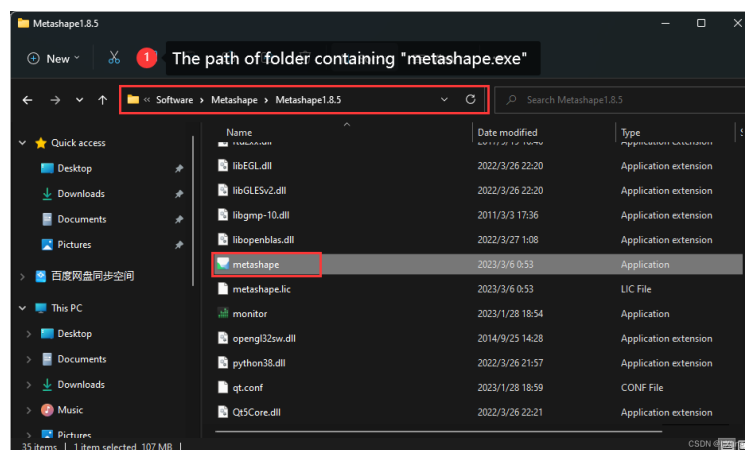 Metashape1.8.5
New
1 The path of folder containing "metashape.exe"
« Software > Metashape > Metashape1.8.5
Search Metashape1.8.5
Name Date modified Type
Quick access
Desktop
Downloads
Documents
Pictures
百度网盘同步空间
This PC
Desktop
Documents
Downloads
Music
Pictures
Application extension
libEGL.dll 2022/3/26 22:20 Application extension
libGLESv2.dll 2022/3/26 22:20 Application extension
libgmp-10.dll 2011/3/3 17:36 Application extension
libopenblas.dll 2022/3/27 1:08 Application extension
metashape 2023/3/6 0:53 Application
metashape.lic 2023/3/6 0:53 LIC File
monitor 2023/1/28 18:54 Application
opengl32sw.dll 2014/9/25 14:28 Application extension
python38.dll 2022/3/26 21:57 Application extension
qt.conf 2023/1/28 18:59 CONF File
Qt5Core.dll 2022/3/26 22:21 Application extension
35 items | 1 item selected 107 MB |
CSDN